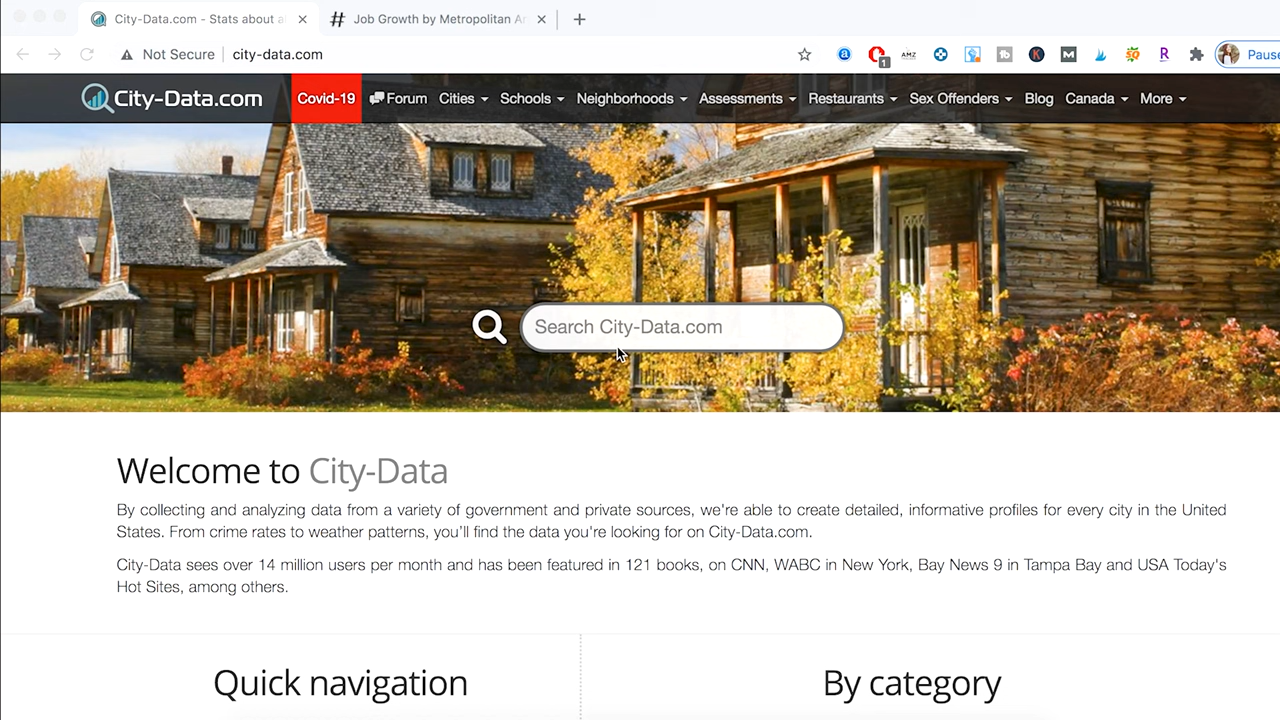 City-Data.com - Stats about a
Job Growth by Metropolitan Ar
Not Secure
city-data.com
1
AMZ
SQ
R
Pause
City-Data.com
Covid-19
Forum
Cities
Schools
Neighborhoods
Assessments
Restaurants
Sex Offenders
Blog
Canada
More
Search City-Data.com
Welcome to City-Data
By collecting and analyzing data from a variety of government and private sources, we're able to create detailed, informative profiles for every city in the United
States. From crime rates to weather patterns, you'll find the data you're looking for on City-Data.com.
City-Data sees over 14 million users per month and has been featured in 121 books, on CNN, WABC in New York, Bay News 9 in Tampa Bay and USA Today's
Hot Sites, among others.
Quick navigation
By category